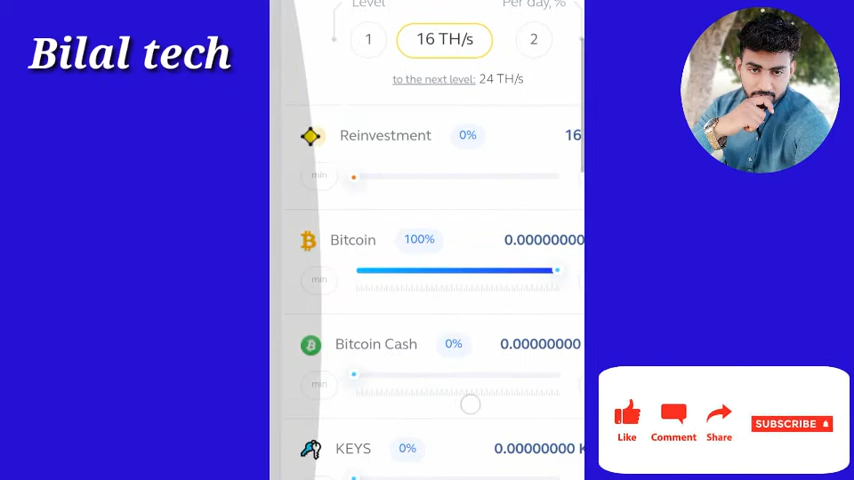 Bilal tech
Level
Per day, %
1
16 TH/s
2
to the next level: 24 TH/s
Reinvestment 0% 16
min
Bitcoin 100% 0.00000000
min
Bitcoin Cash 0% 0.00000000
min
KEYS 0% 0.00000000 K
Like Comment Share SUBSCRIBE